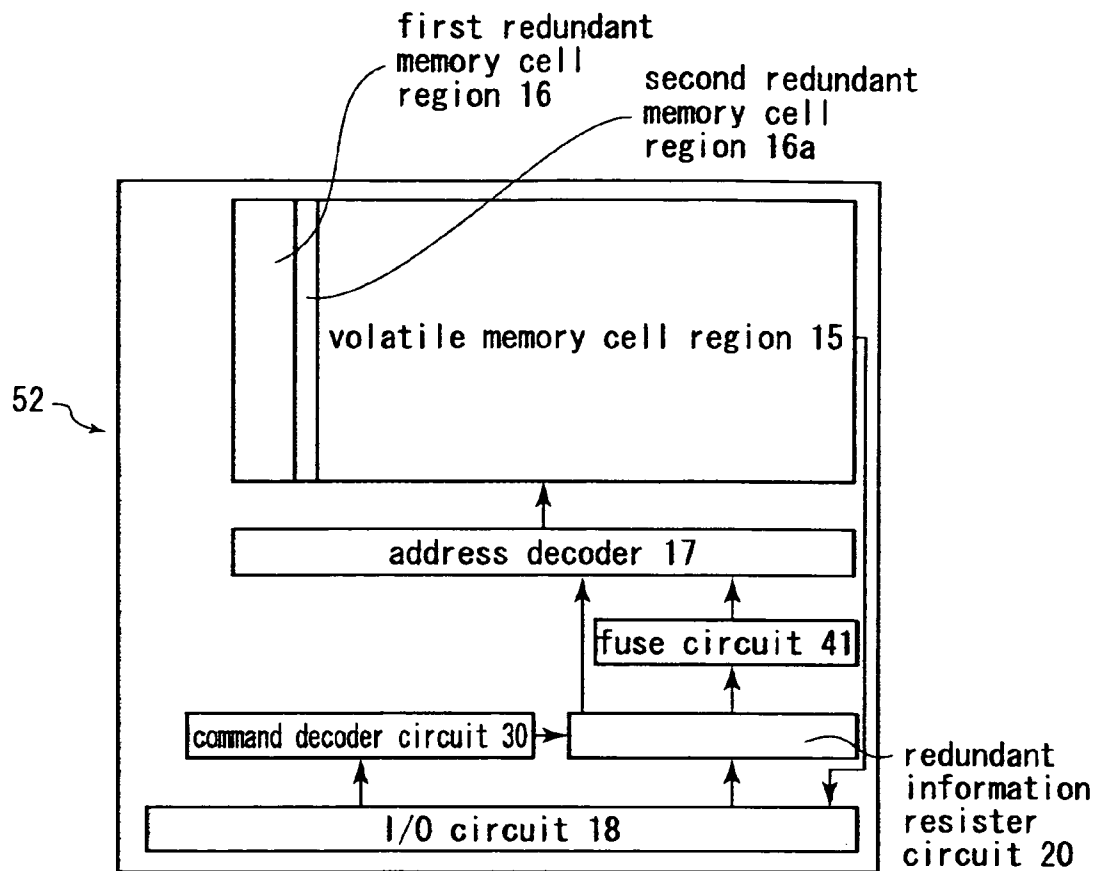 first redundant
memory cell
region 16
second redundant
memory cell
region 16a
volatile memory cell region 15
52
address decoder 17
fuse circuit 41
command decoder circuit 30
redundant
information
resister
circuit 20
I/O circuit 18